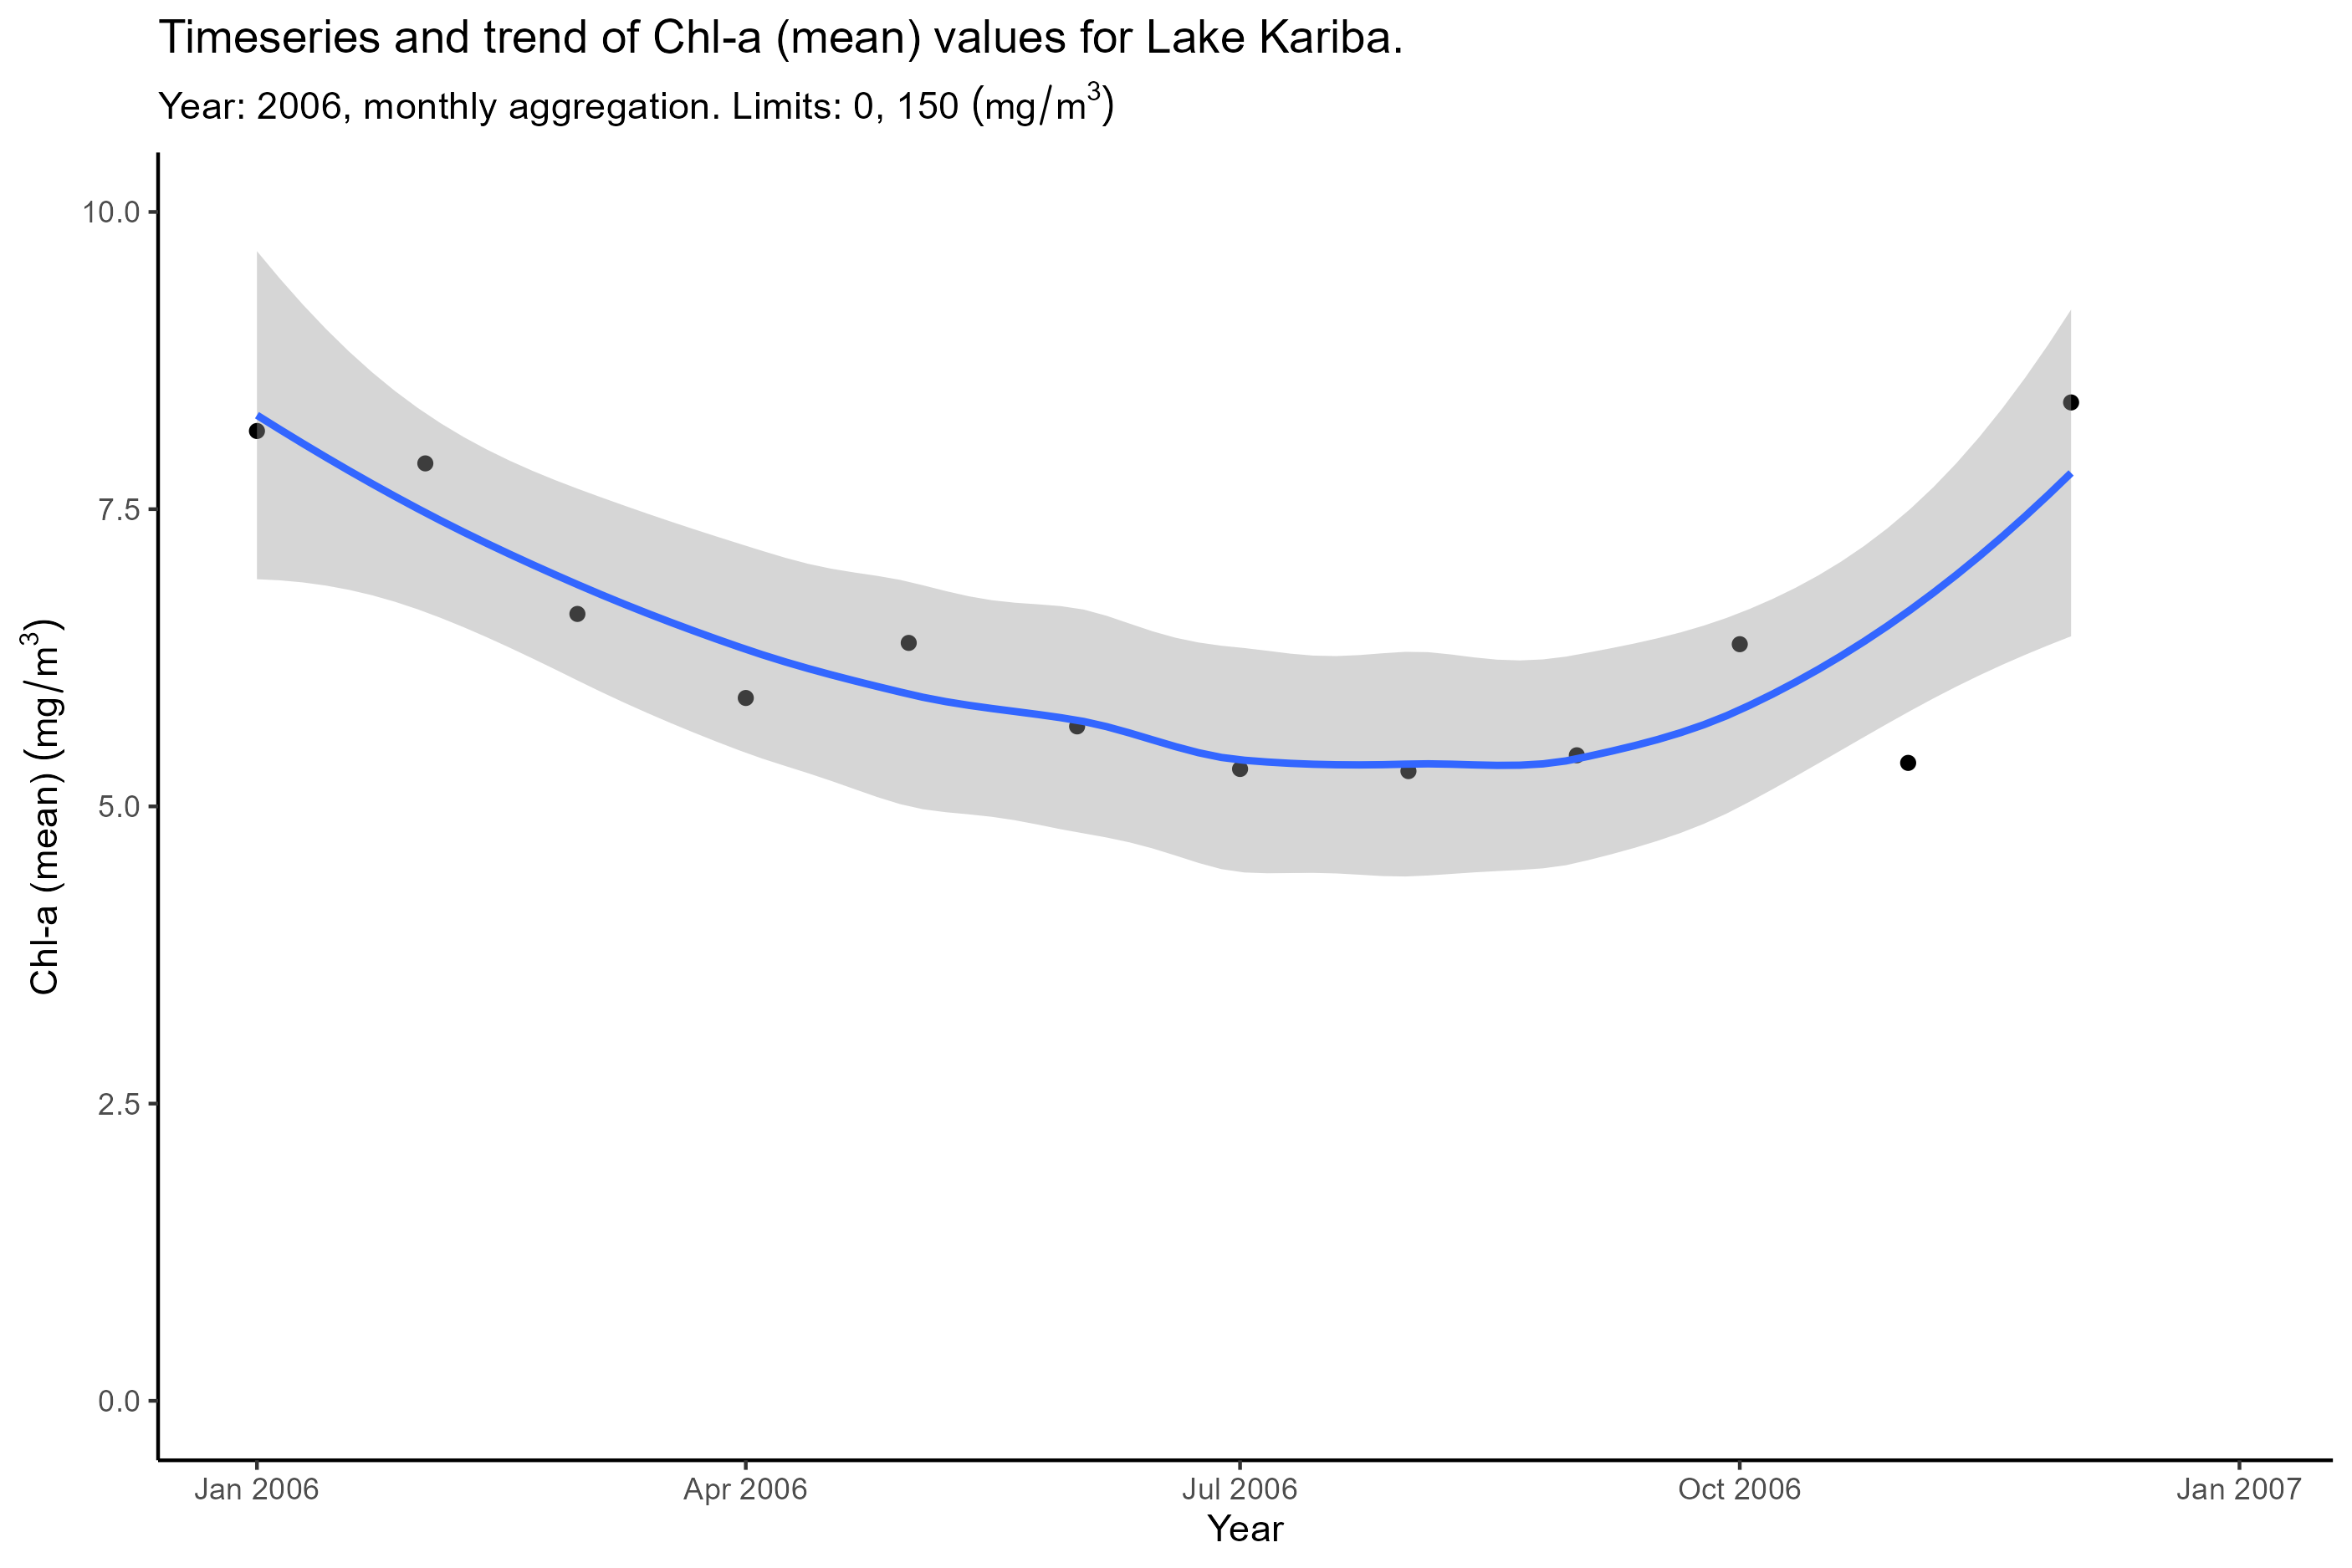 Timeseries and trend of Chl-a (mean) values for Lake Kariba.
Year: 2006, monthly aggregation. Limits: 0, 150 (mg/m³)
Chl-a (mean) (mg/m³)
10.0
7.5
5.0
2.5
0.0
Jan 2006 Apr 2006 Jul 2006 Oct 2006 Jan 2007
Year